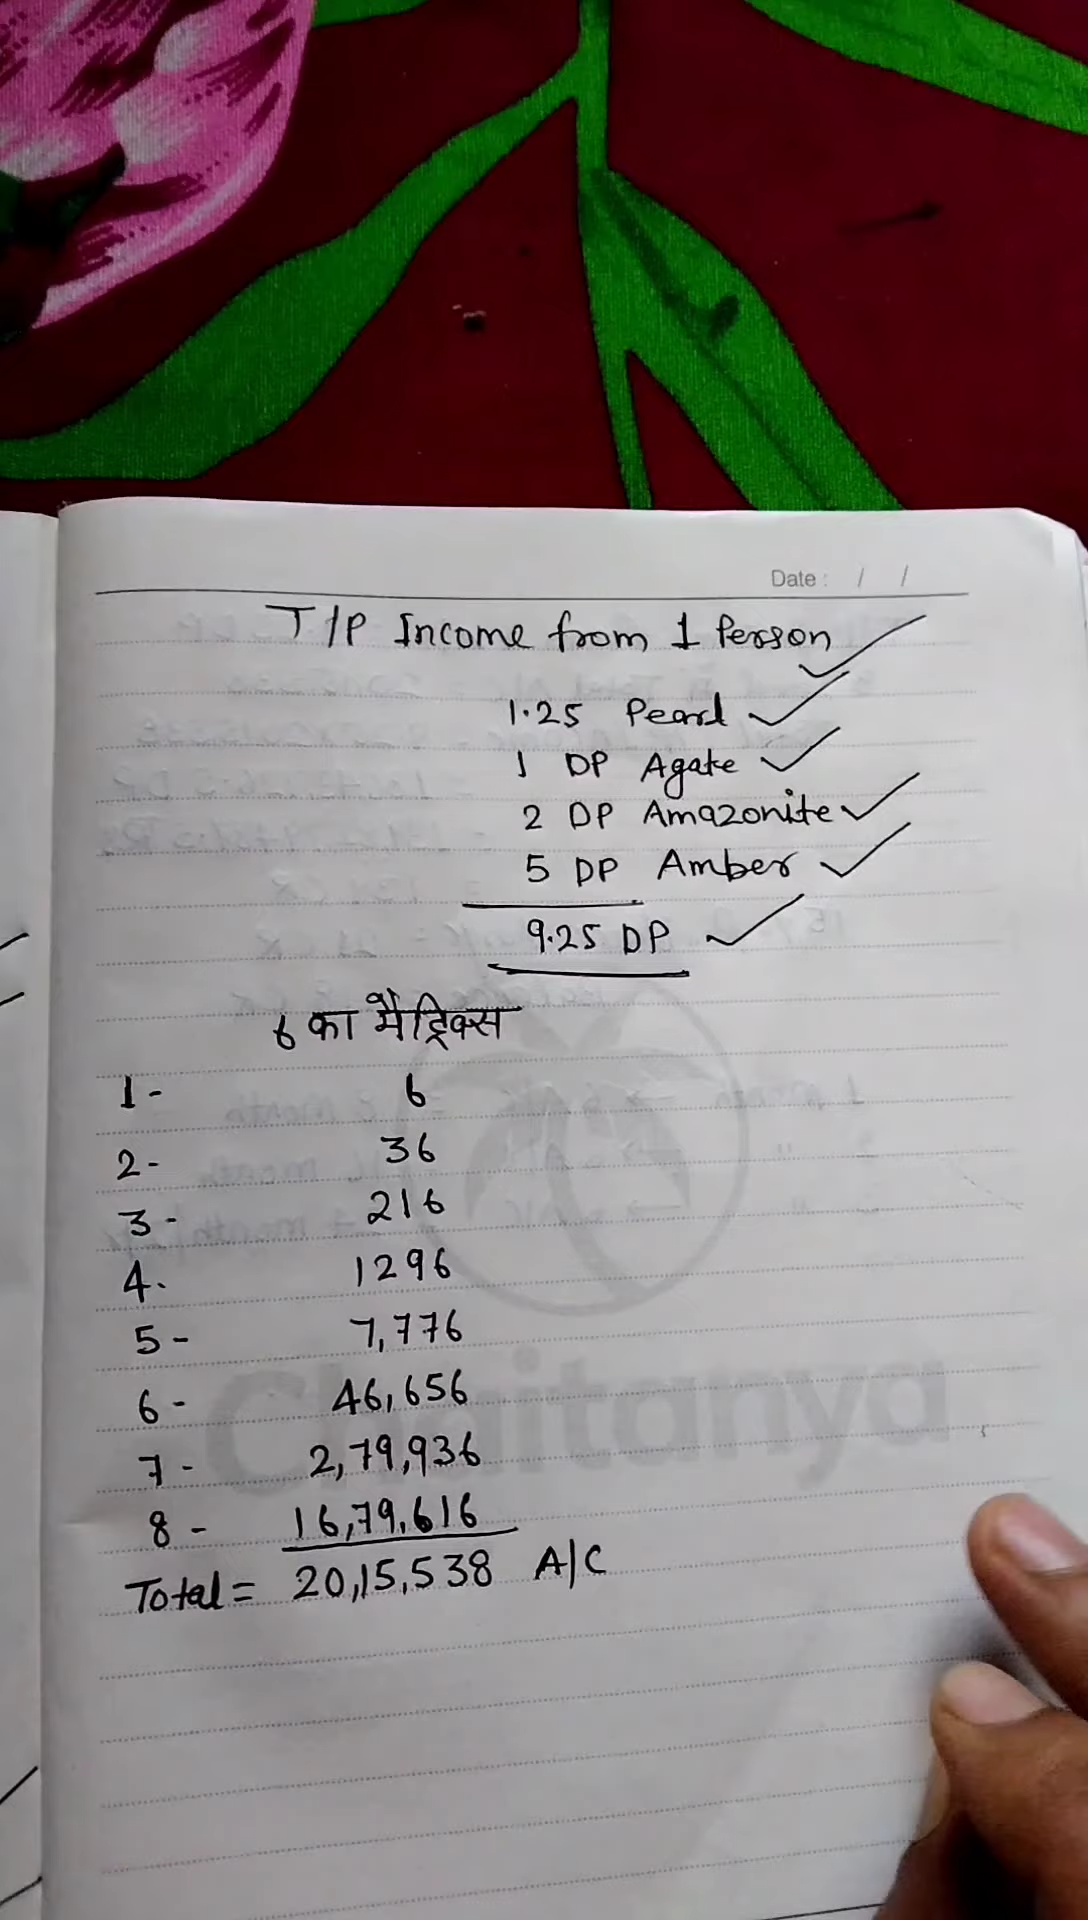 Date : / /
T/P Income from 1 Person
1.25 Pearl
1 DP Agate
2 DP Amazonite
5 DP Amber
9.25 DP
6 का मैट्रिक्स
1- 6
2- 36
3- 216
4. 1296
5- 7,776
6- 46,656
7- 2,79,936
8- 16,79,616
Total = 20,15,538 A/C
Chaitanya